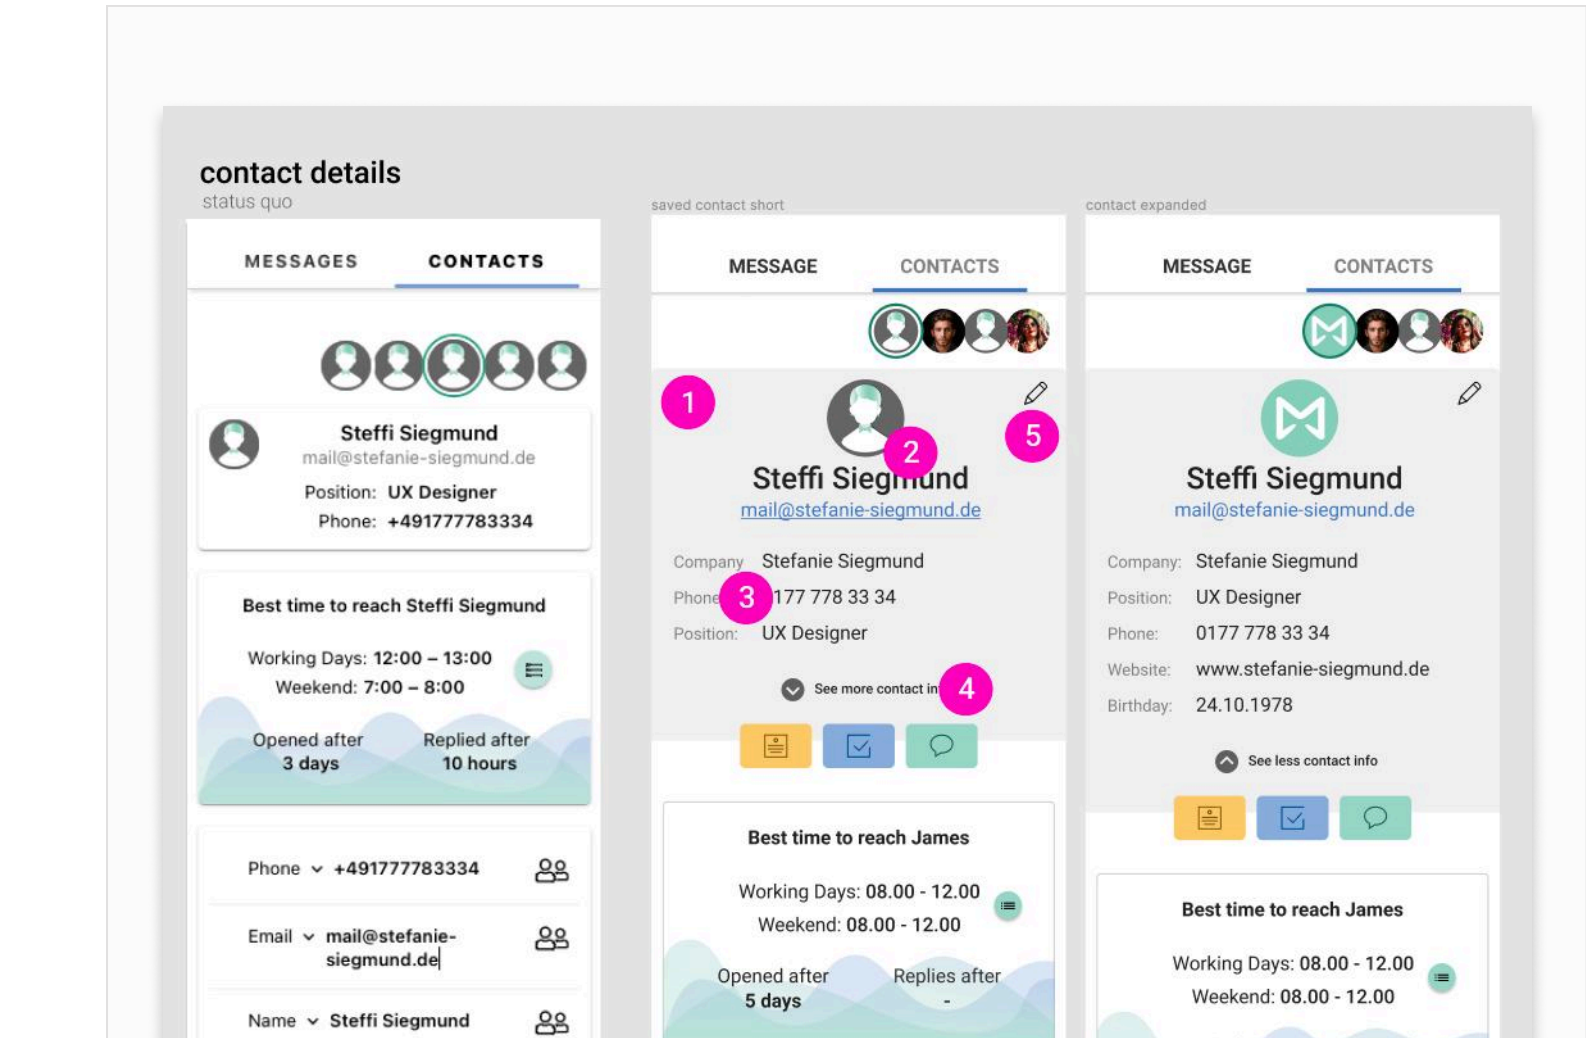 contact details
status quo
MESSAGES CONTACTS
Steffi Siegmund
mail@stefanie-siegmund.de
Position: UX Designer
Phone: +491777783334
Best time to reach Steffi Siegmund
Working Days: 12:00 – 13:00
Weekend: 7:00 – 8:00
Opened after Replied after
3 days 10 hours
Phone +491777783334
Email mail@stefanie-
siegmund.de
Name Steffi Siegmund
saved contact short
MESSAGE CONTACTS
1
5
2
Steffi Siegmund
mail@stefanie-siegmund.de
Company Stefanie Siegmund
Phone 3 177 778 33 34
Position: UX Designer
See more contact in 4
Best time to reach James
Working Days: 08.00 - 12.00
Weekend: 08.00 - 12.00
Opened after Replies after
5 days -
contact expanded
MESSAGE CONTACTS
Steffi Siegmund
mail@stefanie-siegmund.de
Company: Stefanie Siegmund
Position: UX Designer
Phone: 0177 778 33 34
Website: www.stefanie-siegmund.de
Birthday: 24.10.1978
See less contact info
Best time to reach James
Working Days: 08.00 - 12.00
Weekend: 08.00 - 12.00